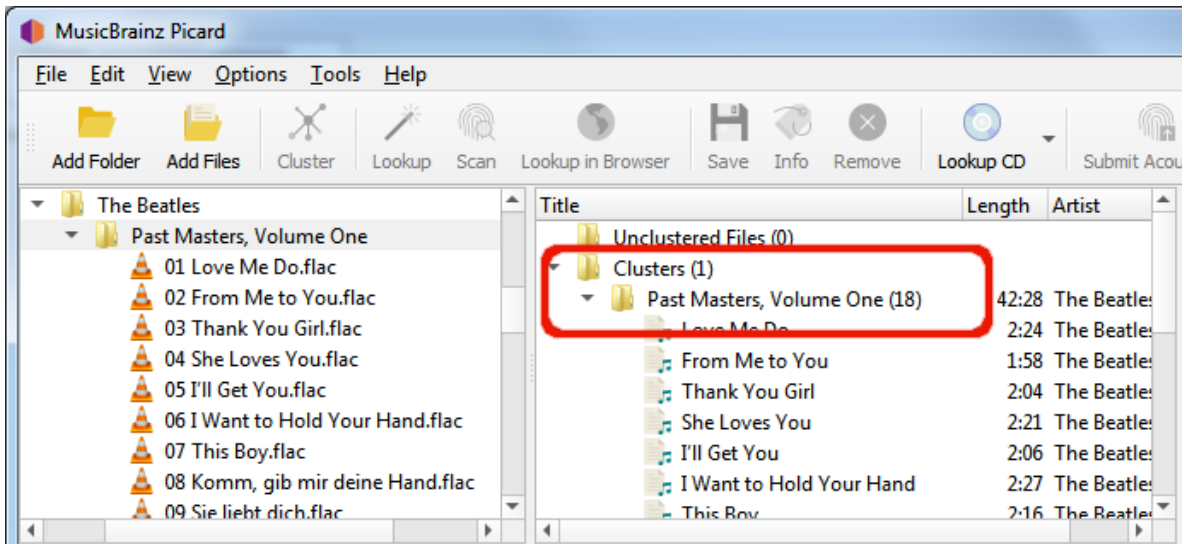 MusicBrainz Picard
File Edit View Options Tools Help
Add Folder Add Files Cluster Lookup Scan Lookup in Browser Save Info Remove Lookup CD Submit Acou
The Beatles
Past Masters, Volume One
01 Love Me Do.flac
02 From Me to You.flac
03 Thank You Girl.flac
04 She Loves You.flac
05 I'll Get You.flac
06 I Want to Hold Your Hand.flac
07 This Boy.flac
08 Komm, gib mir deine Hand.flac
09 Sie liebt dich.flac
Title Length Artist
Unclustered Files (0)
Clusters (1)
Past Masters, Volume One (18) 42:28 The Beatles
Love Me Do 2:24 The Beatles
From Me to You 1:58 The Beatles
Thank You Girl 2:04 The Beatles
She Loves You 2:21 The Beatles
I'll Get You 2:06 The Beatles
I Want to Hold Your Hand 2:27 The Beatles
This Boy 2:16 The Beatles